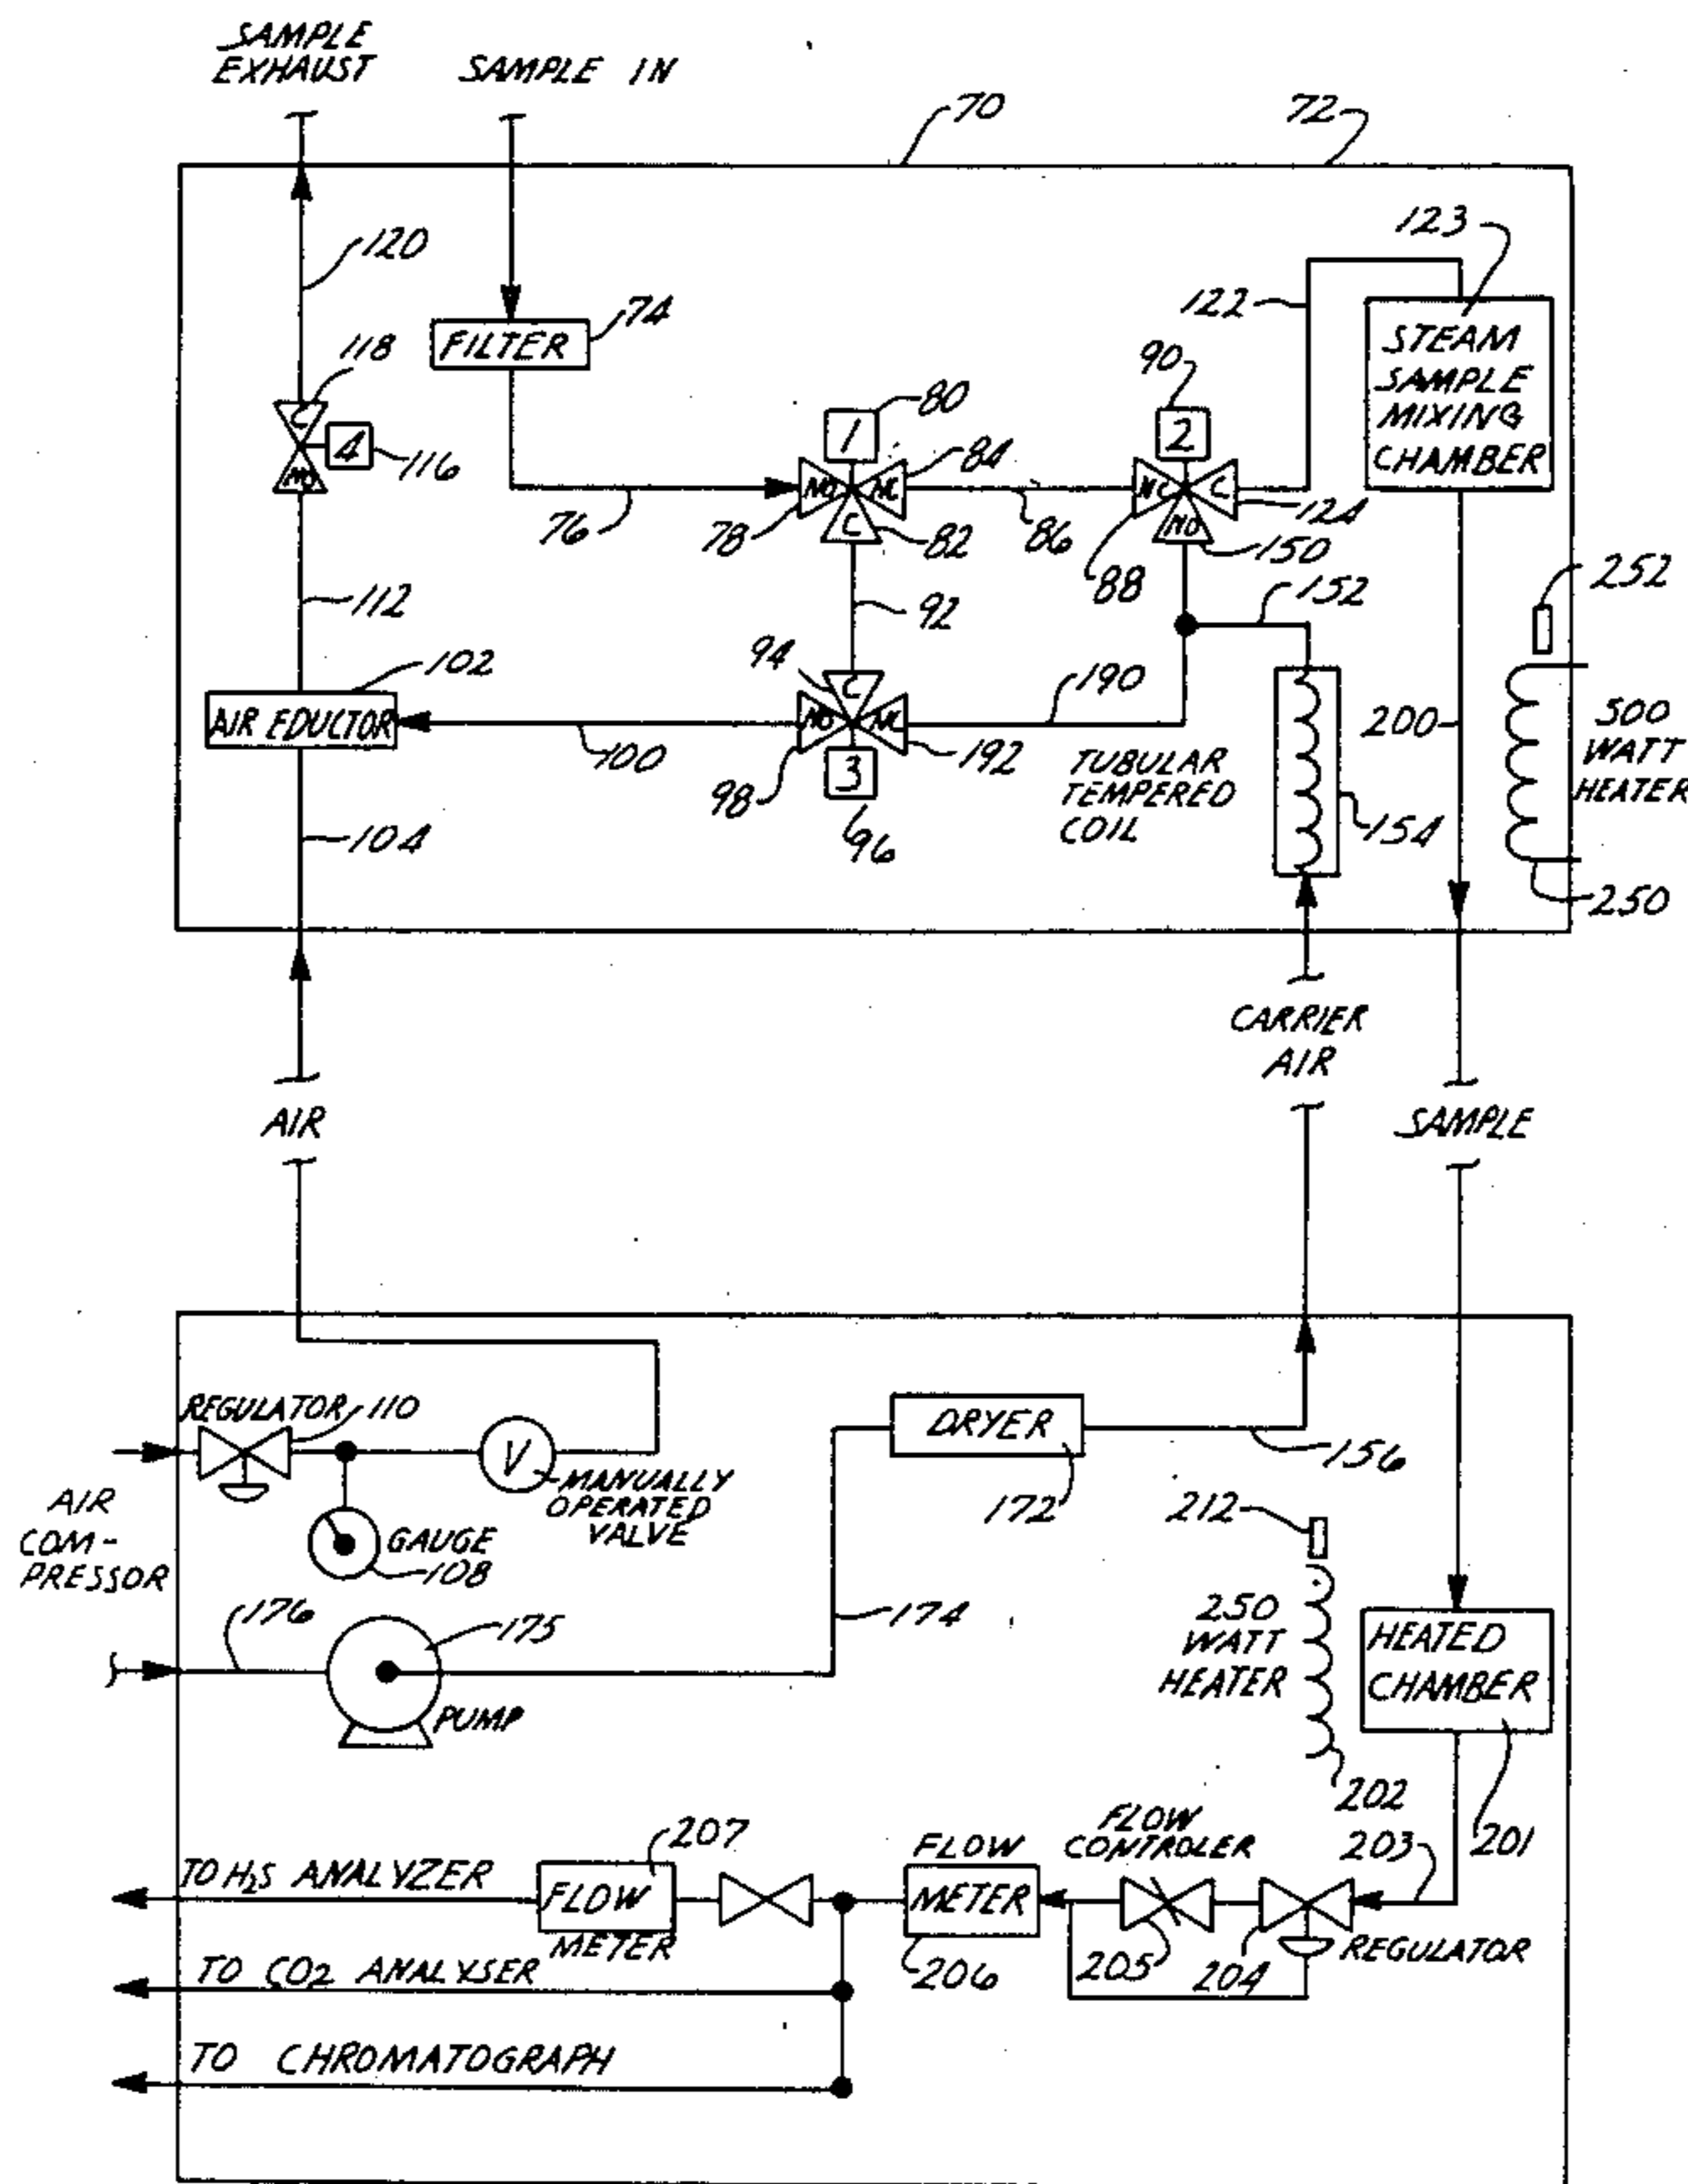 SAMPLE
EXHAUST
SAMPLE IN
70
72
120
123
122
STEAM
SAMPLE
MIXING
CHAMBER
74
FILTER
118
C
4
NO
116
90
80
1
2
84
NO
NC
C
76
78
82
86
NC
C
NO
124
88
150
112
92
152
252
102
94
C
190
AIR EDUCTOR
NO
NC
200
500
WATT
HEATER
100
98
3
96
192
TUBULAR
TEMPERED
COIL
154
104
250
CARRIER
AIR
AIR
SAMPLE
REGULATOR
110
DRYER
V
156
MANUALLY
OPERATED
VALVE
172
AIR
COM-
PRESSOR
GAUGE
108
212
176
175
174
250
WATT
HEATER
HEATED
CHAMBER
PUMP
202
207
FLOW
FLOW
CONTROLER
203
201
TO H2S ANALYZER
FLOW
METER
METER
206
205
204
REGULATOR
TO CO2 ANALYSER
TO CHROMATOGRAPH